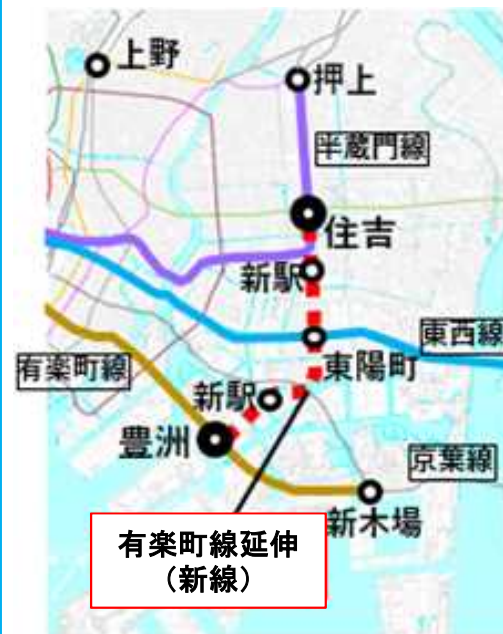 上野
押上
半蔵門線
住吉
新駅
東西線
東陽町
有楽町線
新駅
豊洲
京葉線
新木場
有楽町線延伸
（新線）